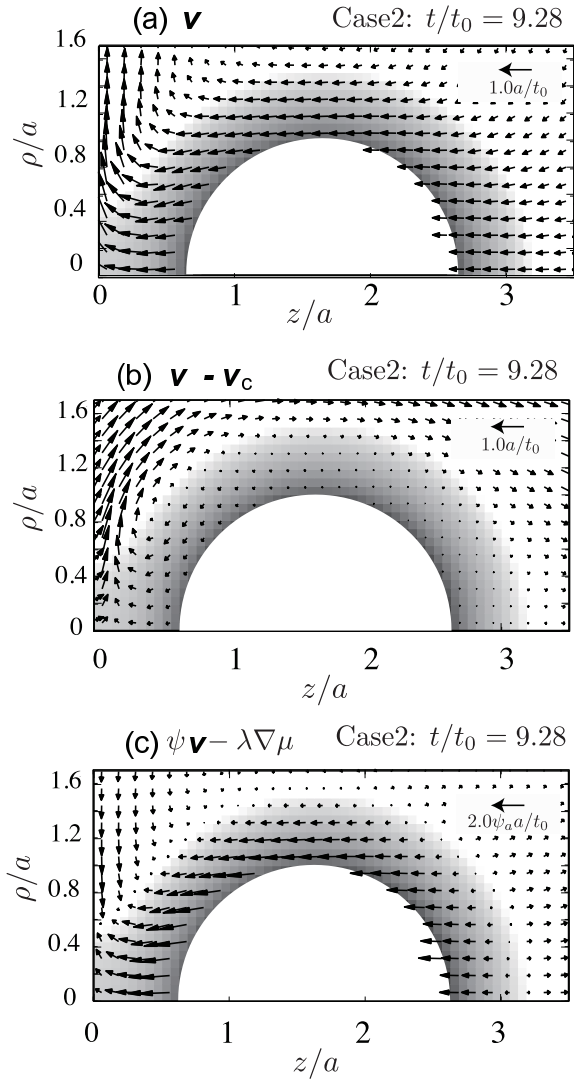 (a) v Case2: t/t₀ = 9.28
1.6
1.0a/t₀
1.2
ρ/a
0.8
0.4
0
0 1 2 3
z/a
(b) v - v_c Case2: t/t₀ = 9.28
1.6
1.0a/t₀
1.2
ρ/a
0.8
0.4
0
0 1 2 3
z/a
(c) ψv − λ∇μ Case2: t/t₀ = 9.28
1.6
2.0ψₐa/t₀
1.2
ρ/a
0.8
0.4
0
0 1 2 3
z/a